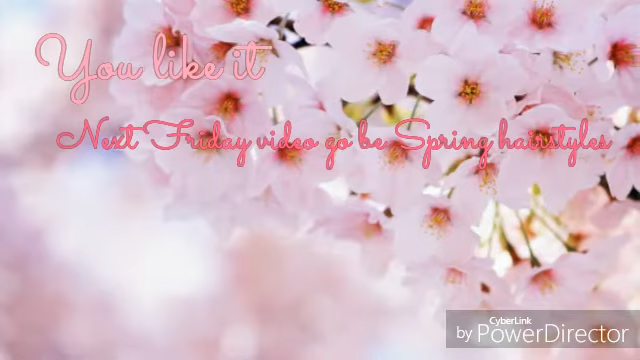 You like it
Next Friday video go be Spring hairstyles
CyberLink
by PowerDirector